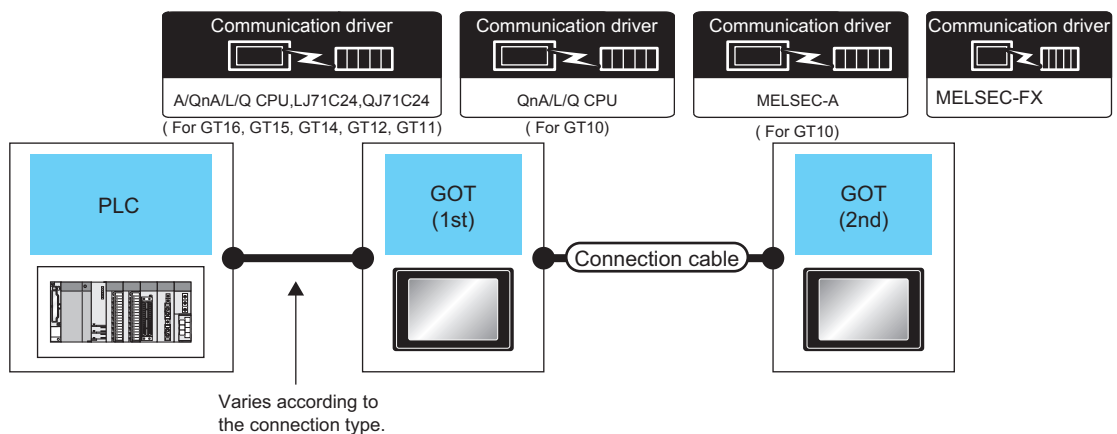 Communication driver
A/QnA/L/Q CPU,LJ71C24,QJ71C24
( For GT16, GT15, GT14, GT12, GT11)
Communication driver
QnA/L/Q CPU
( For GT10)
Communication driver
MELSEC-A
( For GT10)
Communication driver
MELSEC-FX
PLC
GOT
(1st)
Connection cable
GOT
(2nd)
Varies according to
the connection type.